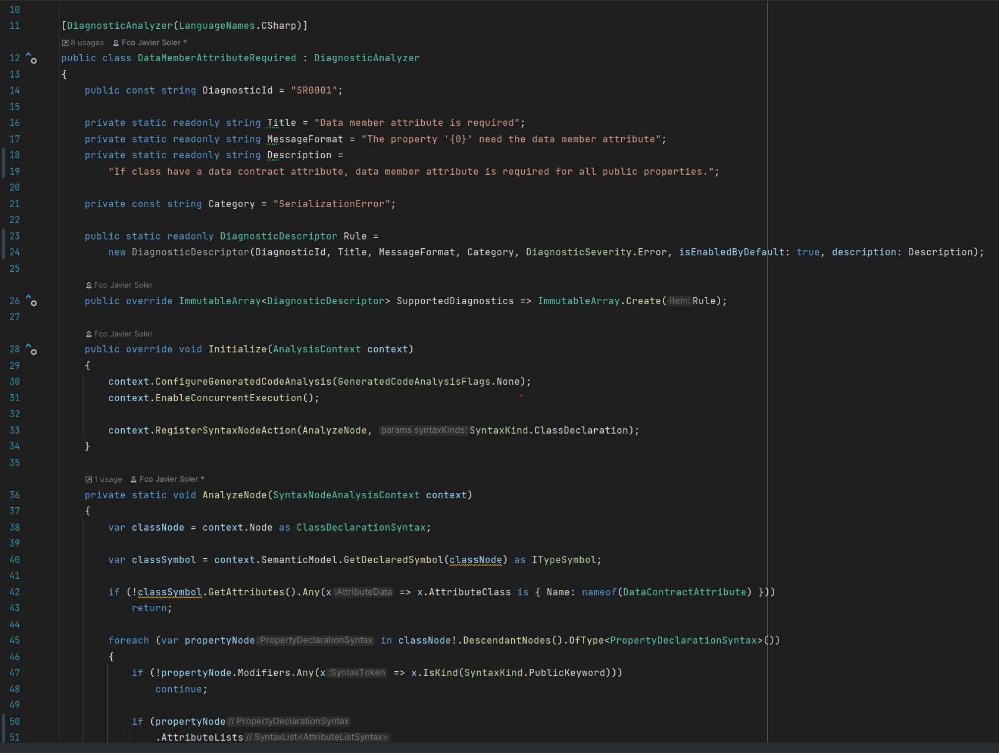 10
11 [DiagnosticAnalyzer(LanguageNames.CSharp)]
8 usages Fco Javier Soler *
12 public class DataMemberAttributeRequired : DiagnosticAnalyzer
13 {
14 public const string DiagnosticId = "SR0001";
15
16 private static readonly string Title = "Data member attribute is required";
17 private static readonly string MessageFormat = "The property '{0}' need the data member attribute";
18 private static readonly string Description =
19 "If class have a data contract attribute, data member attribute is required for all public properties.";
20
21 private const string Category = "SerializationError";
22
23 public static readonly DiagnosticDescriptor Rule =
24 new DiagnosticDescriptor(DiagnosticId, Title, MessageFormat, Category, DiagnosticSeverity.Error, isEnabledByDefault: true, description: Description);
25
Fco Javier Soler
26 public override ImmutableArray<DiagnosticDescriptor> SupportedDiagnostics => ImmutableArray.Create(item: Rule);
27
Fco Javier Soler
28 public override void Initialize(AnalysisContext context)
29 {
30 context.ConfigureGeneratedCodeAnalysis(GeneratedCodeAnalysisFlags.None);
31 context.EnableConcurrentExecution();
32
33 context.RegisterSyntaxNodeAction(AnalyzeNode, params syntaxKinds: SyntaxKind.ClassDeclaration);
34 }
35
1 usage Fco Javier Soler *
36 private static void AnalyzeNode(SyntaxNodeAnalysisContext context)
37 {
38 var classNode = context.Node as ClassDeclarationSyntax;
39
40 var classSymbol = context.SemanticModel.GetDeclaredSymbol(classNode) as ITypeSymbol;
41
42 if (!classSymbol.GetAttributes().Any(x :AttributeData => x.AttributeClass is { Name: nameof(DataContractAttribute) }))
43 return;
44
45 foreach (var propertyNode :PropertyDeclarationSyntax in classNode!.DescendantNodes().OfType<PropertyDeclarationSyntax>())
46 {
47 if (!propertyNode.Modifiers.Any(x :SyntaxToken => x.IsKind(SyntaxKind.PublicKeyword)))
48 continue;
49
50 if (propertyNode // PropertyDeclarationSyntax
51 .AttributeLists // SyntaxList<AttributeListSyntax>